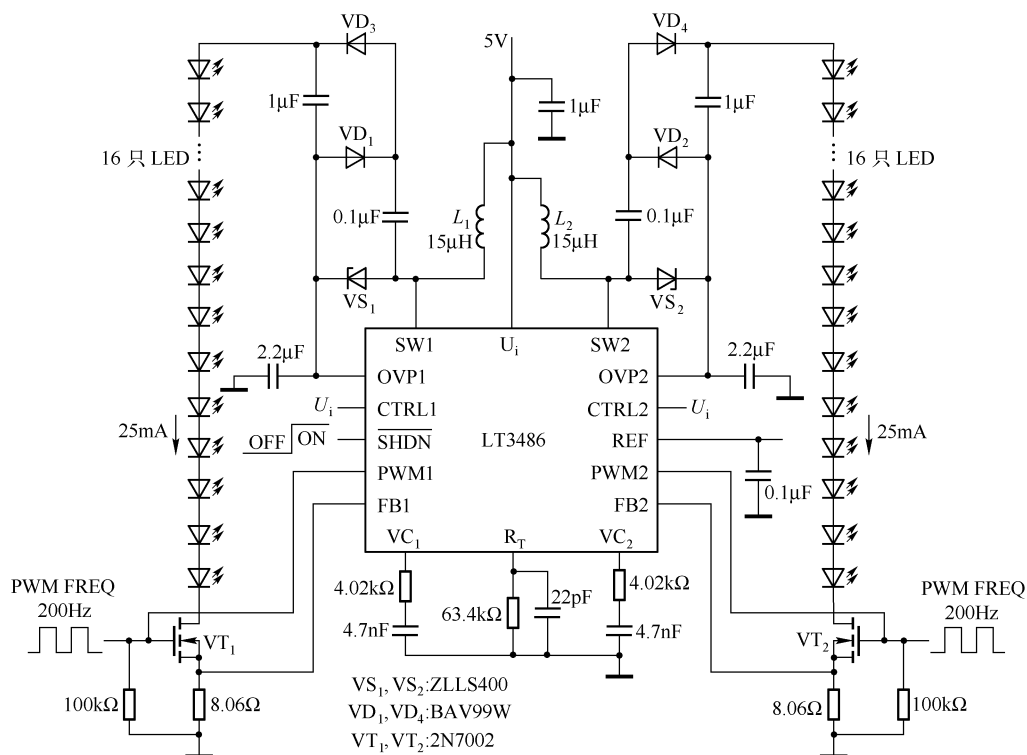 VD₃
VD₄
5V
1μF
1μF
1μF
VD₁
VD₂
16 只 LED
16 只 LED
0.1μF
L₁
15μH
L₂
15μH
0.1μF
VS₁
VS₂
SW1
Uᵢ
SW2
2.2μF
2.2μF
OVP1
OVP2
Uᵢ
CTRL1
CTRL2
Uᵢ
25mA
OFF
ON
SHDN
LT3486
REF
25mA
PWM1
PWM2
0.1μF
FB1
FB2
VC₁
R_T
VC₂
PWM FREQ
200Hz
4.02kΩ
63.4kΩ
22pF
4.02kΩ
PWM FREQ
200Hz
4.7nF
4.7nF
VT₁
VT₂
100kΩ
8.06Ω
8.06Ω
100kΩ
VS₁,VS₂:ZLLS400
VD₁,VD₄:BAV99W
VT₁,VT₂:2N7002